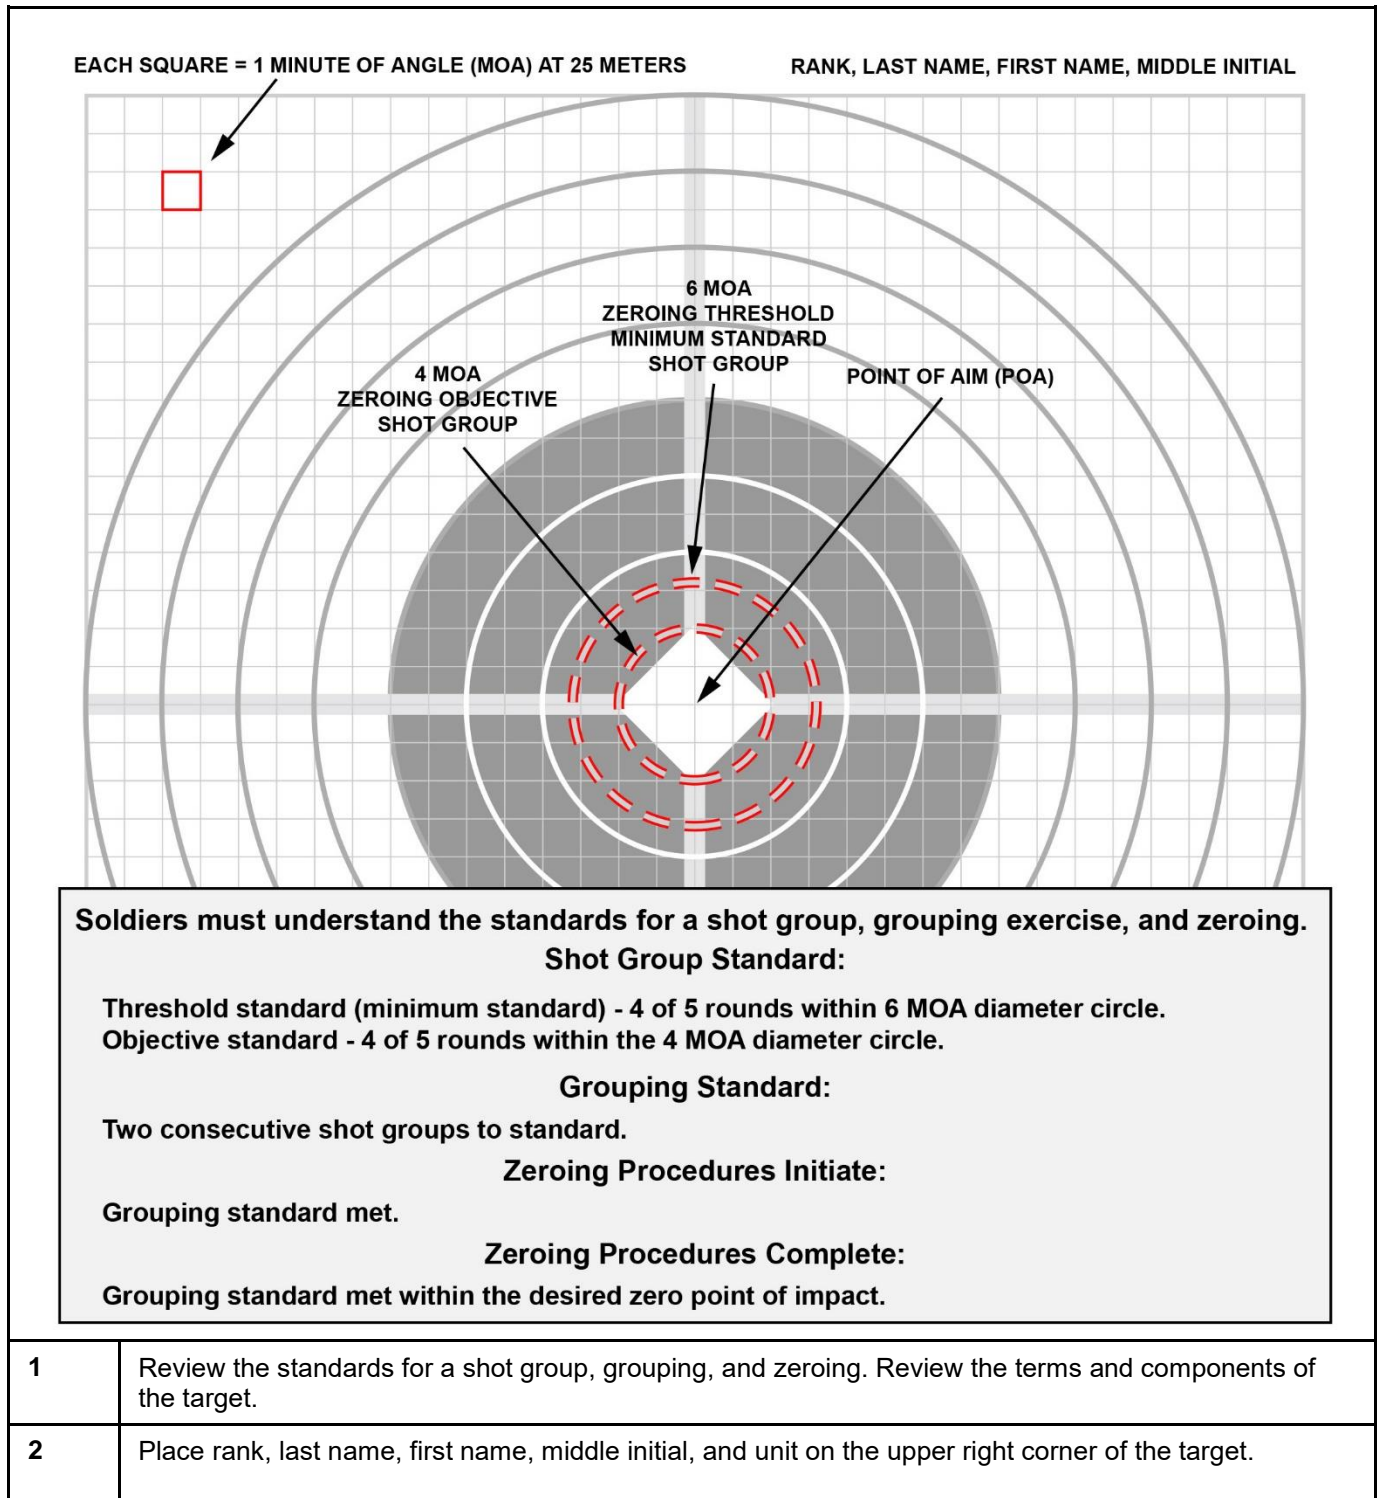 EACH SQUARE = 1 MINUTE OF ANGLE (MOA) AT 25 METERS
RANK, LAST NAME, FIRST NAME, MIDDLE INITIAL
6 MOA
ZEROING THRESHOLD
MINIMUM STANDARD
SHOT GROUP
4 MOA
ZEROING OBJECTIVE
SHOT GROUP
POINT OF AIM (POA)
Soldiers must understand the standards for a shot group, grouping exercise, and zeroing.
Shot Group Standard:
Threshold standard (minimum standard) - 4 of 5 rounds within 6 MOA diameter circle.
Objective standard - 4 of 5 rounds within the 4 MOA diameter circle.
Grouping Standard:
Two consecutive shot groups to standard.
Zeroing Procedures Initiate:
Grouping standard met.
Zeroing Procedures Complete:
Grouping standard met within the desired zero point of impact.
1 Review the standards for a shot group, grouping, and zeroing. Review the terms and components of
the target.
2 Place rank, last name, first name, middle initial, and unit on the upper right corner of the target.